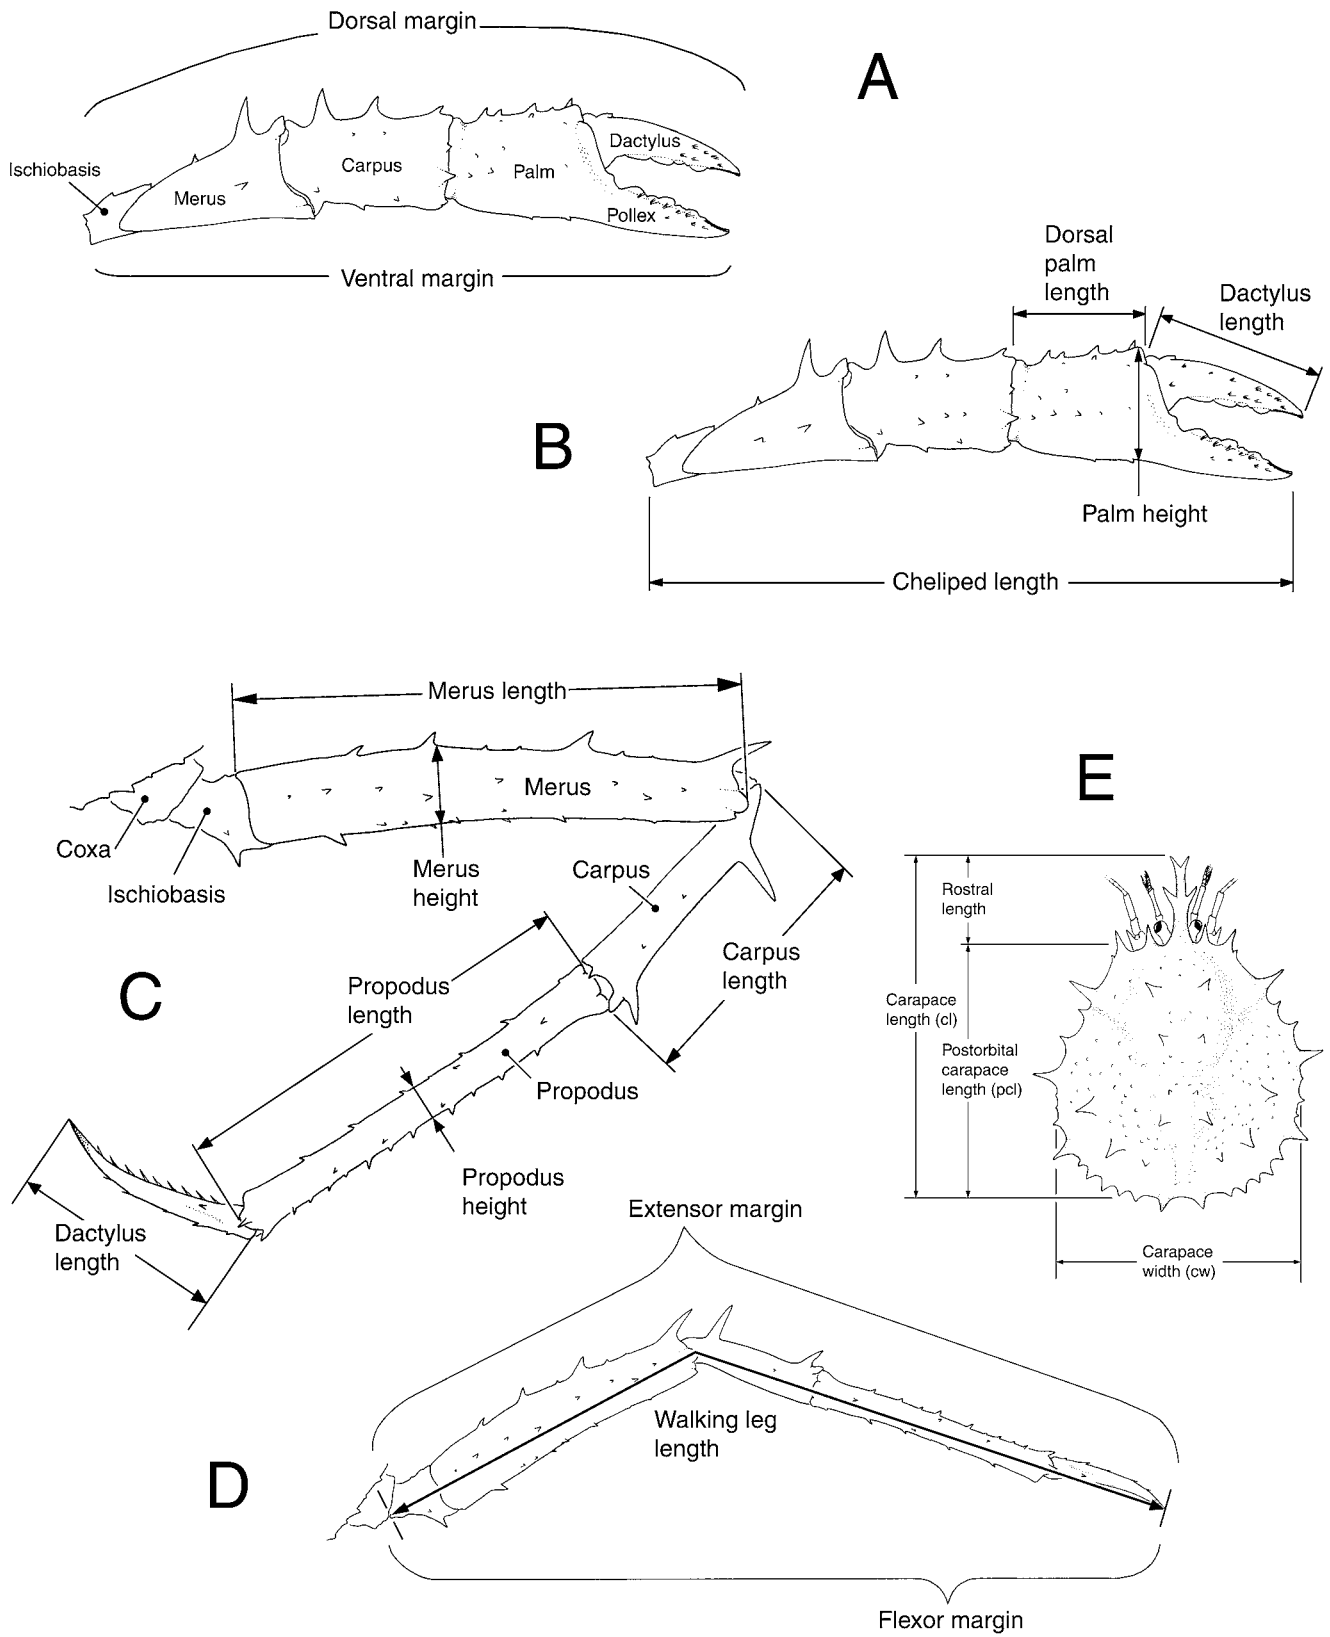 Dorsal margin
A
Ischiobasis
Merus
Carpus
Palm
Dactylus
Pollex
Ventral margin
B
Dorsal
palm
length
Dactylus
length
Palm height
Cheliped length
C
Merus length
Merus
Coxa
Ischiobasis
Merus
height
Carpus
Carpus
length
Propodus
length
Propodus
Propodus
height
Dactylus
length
E
Rostral
length
Carapace
length (cl)
Postorbital
carapace
length (pcl)
Carapace
width (cw)
D
Extensor margin
Walking leg
length
Flexor margin